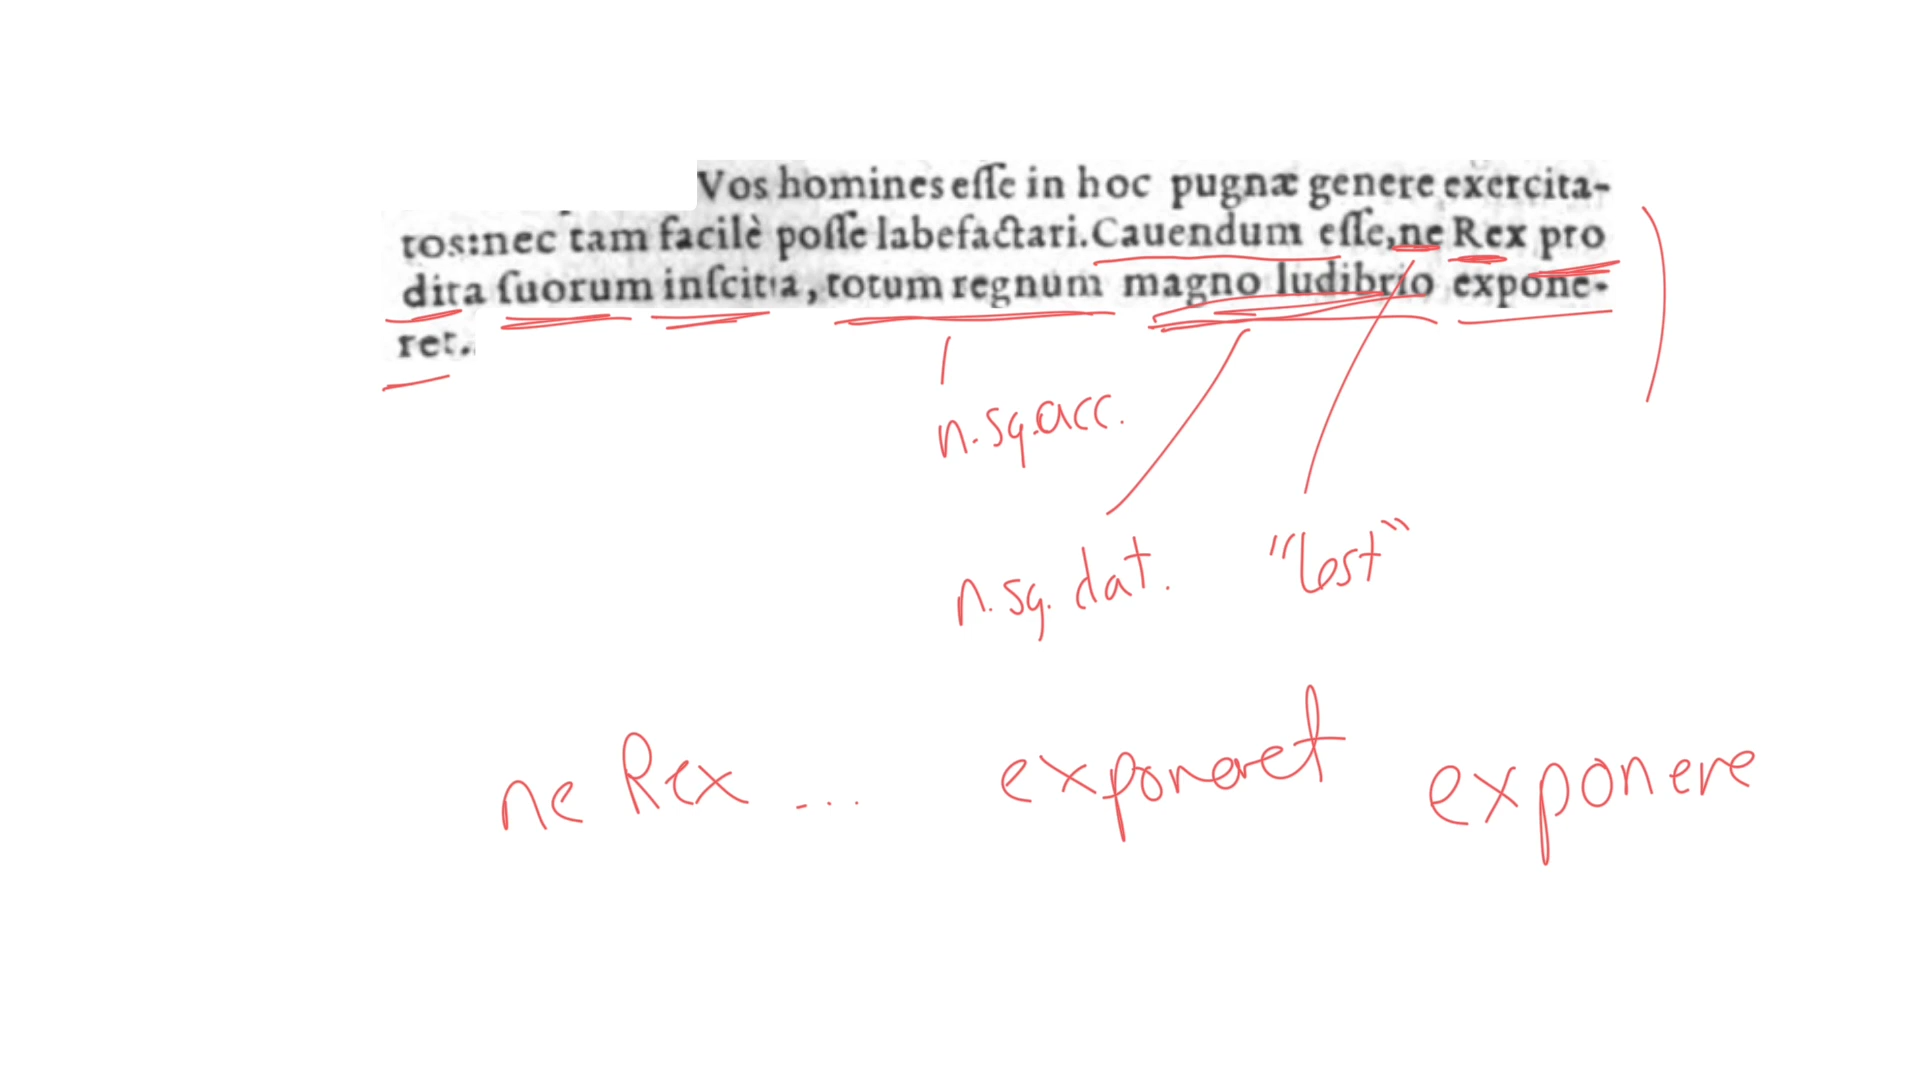 Vos homines eſſe in hoc pugnæ genere exercita-
tos:nec tam facilè poſſe labefactari. Cauendum eſſe, ne Rex pro
dita ſuorum inſcitia, totum regnum magno ludibrio expone-
ret.
n.sg.acc.
n.sg. dat. "lest"
ne Rex ... exponeret exponere